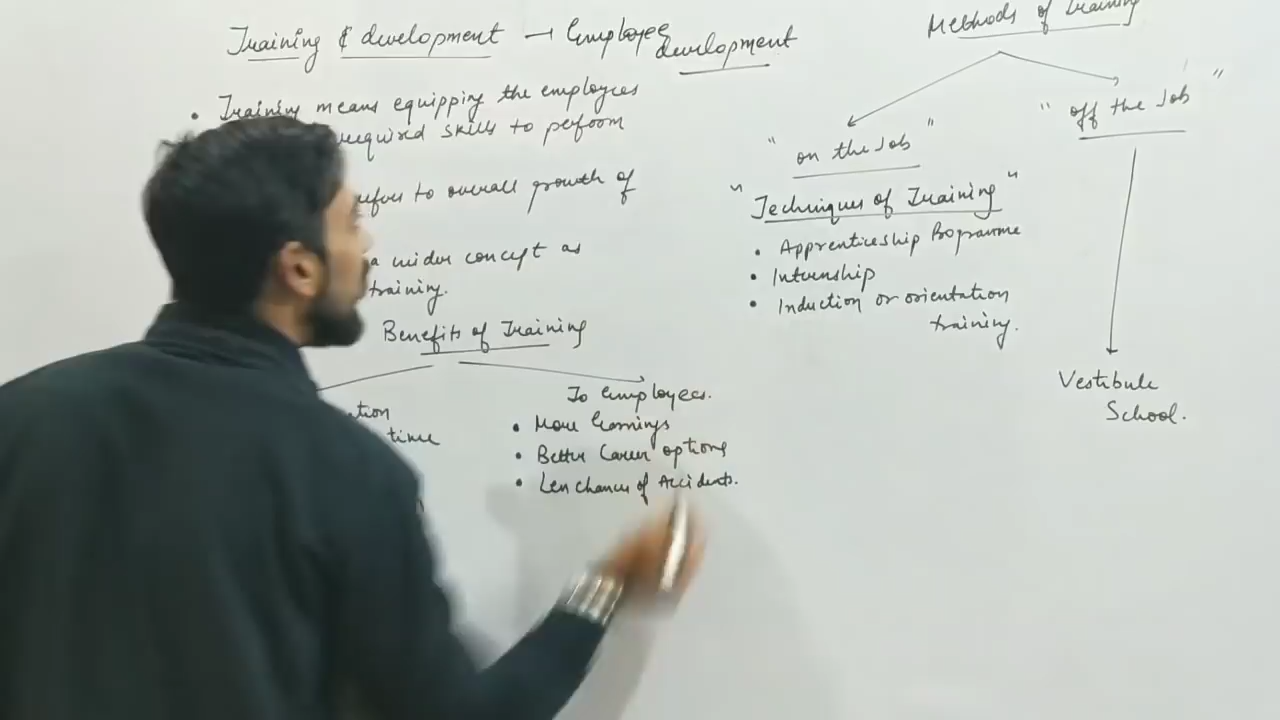 Training & development → Employee development
• Training means equipping the employees
required skills to perform
refers to overall growth of
a wider concept as
training.
Benefits of Training
To Employees.
• More Earnings
• Better Career options
• Less chances of Accidents.
time
Methods of Training
" on the Job "
" off the Job "
" Techniques of Training "
• Apprenticeship Programme
• Internship
• Induction or orientation
training.
Vestibule
School.